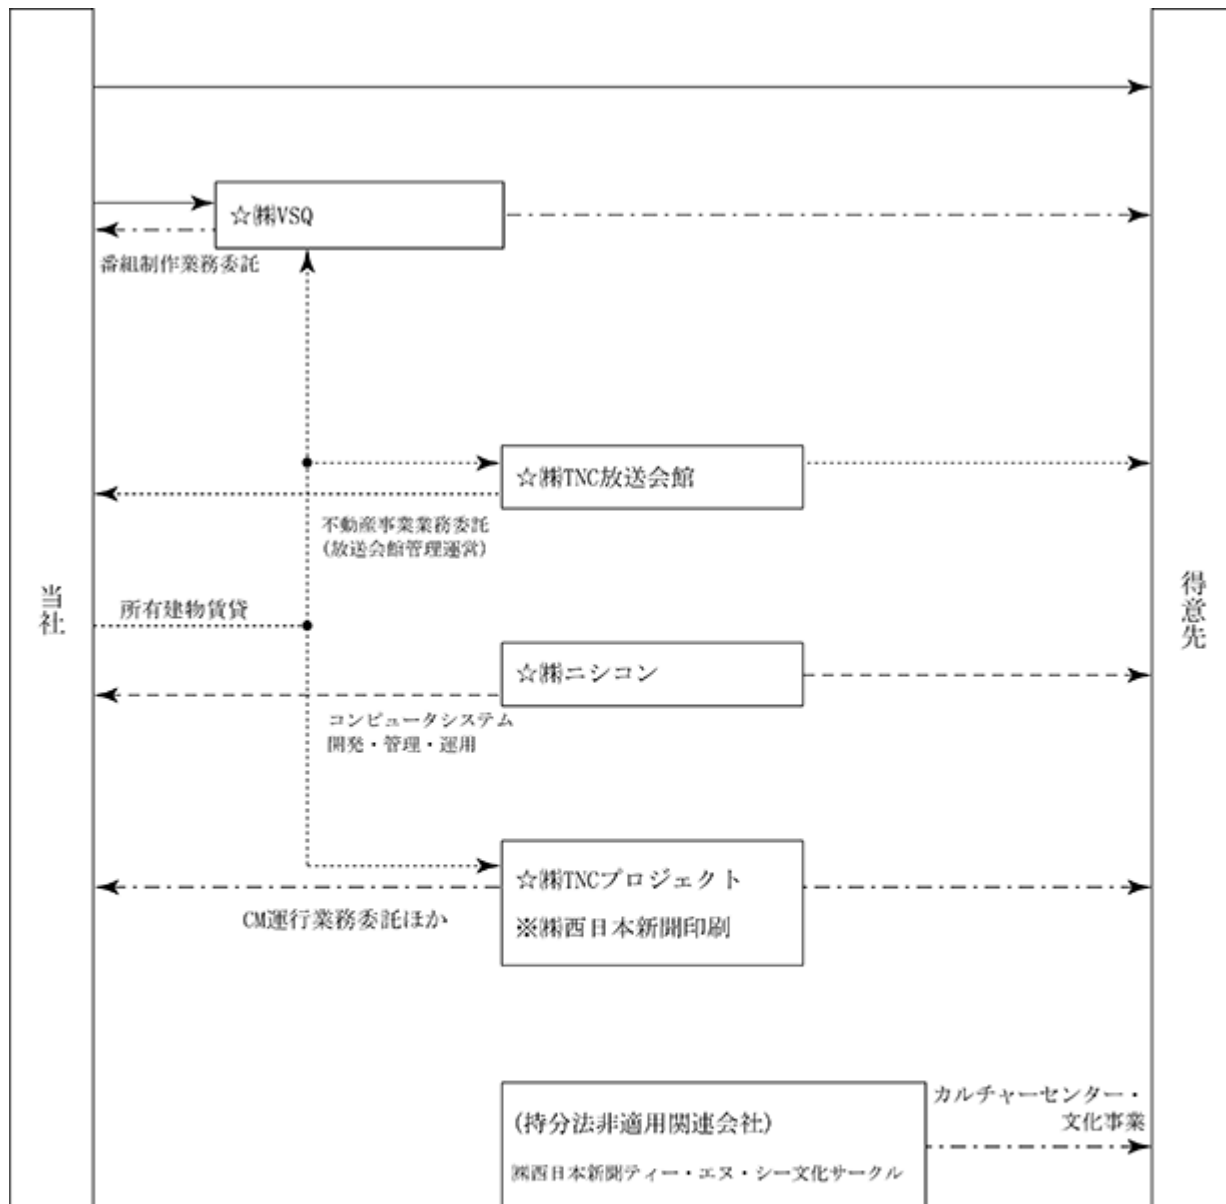 ☆㈱VSQ
番組制作業務委託
☆㈱TNC放送会館
不動産事業業務委託
(放送会館管理運営)
当社
所有建物賃貸
得意先
☆㈱ニシコン
コンピュータシステム
開発・管理・運用
☆㈱TNCプロジェクト
※㈱西日本新聞印刷
CM運行業務委託ほか
(持分法非適用関連会社)
㈱西日本新聞ティー・エヌ・シー文化サークル
カルチャーセンター・
文化事業